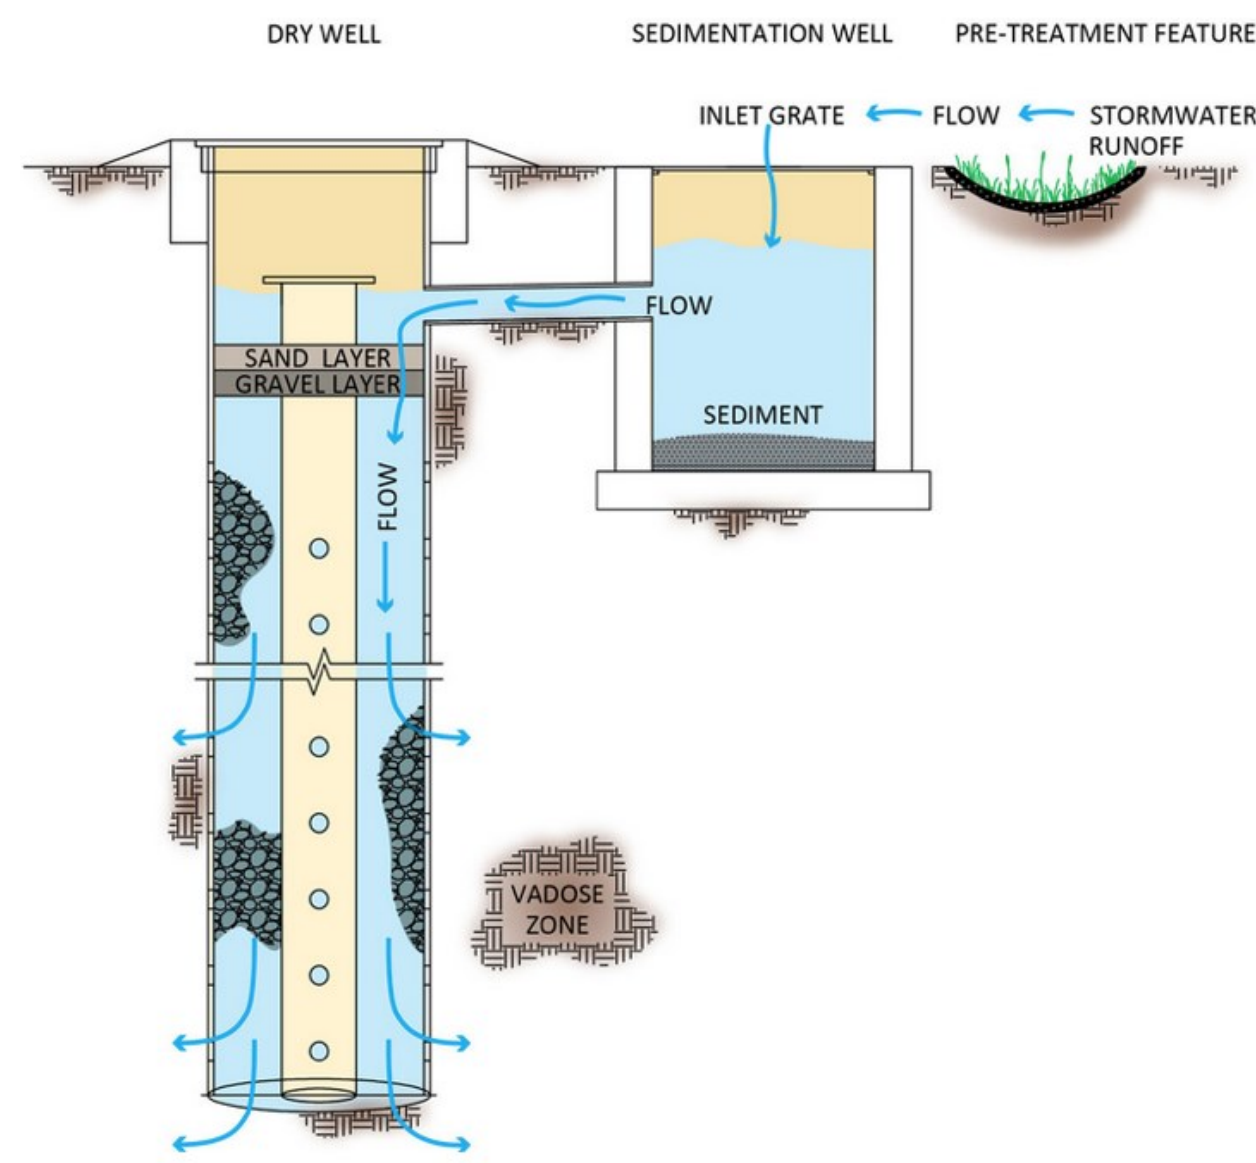 DRY WELL
SEDIMENTATION WELL
PRE-TREATMENT FEATURE
INLET GRATE
FLOW
STORMWATER
RUNOFF
FLOW
SAND LAYER
GRAVEL LAYER
SEDIMENT
FLOW
VADOSE
ZONE